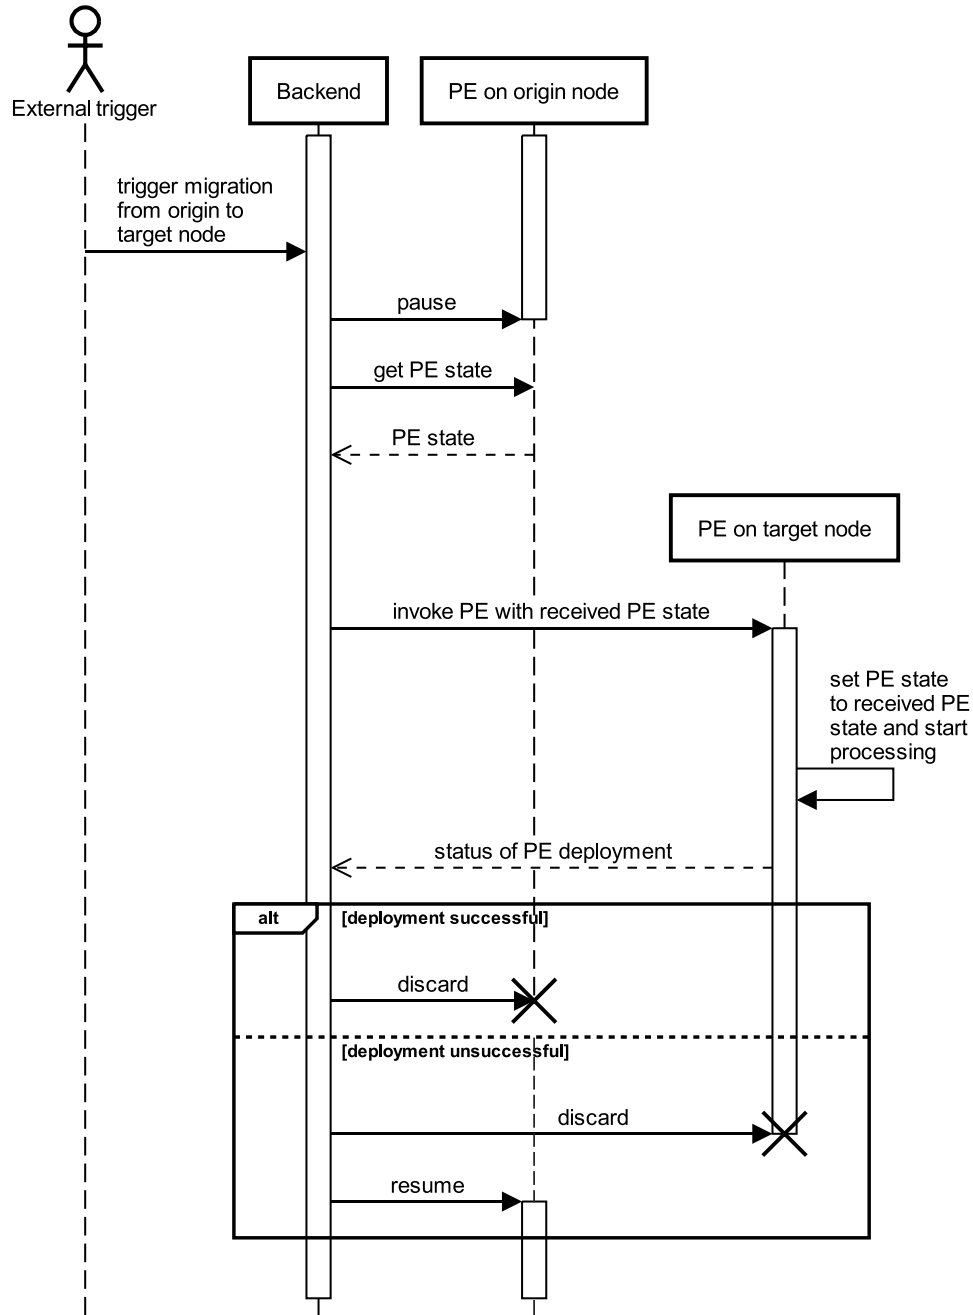 External trigger
Backend
PE on origin node
trigger migration
from origin to
target node
pause
get PE state
PE state
PE on target node
invoke PE with received PE state
set PE state
to received PE
state and start
processing
status of PE deployment
alt
[deployment successful]
discard
[deployment unsuccessful]
discard
resume